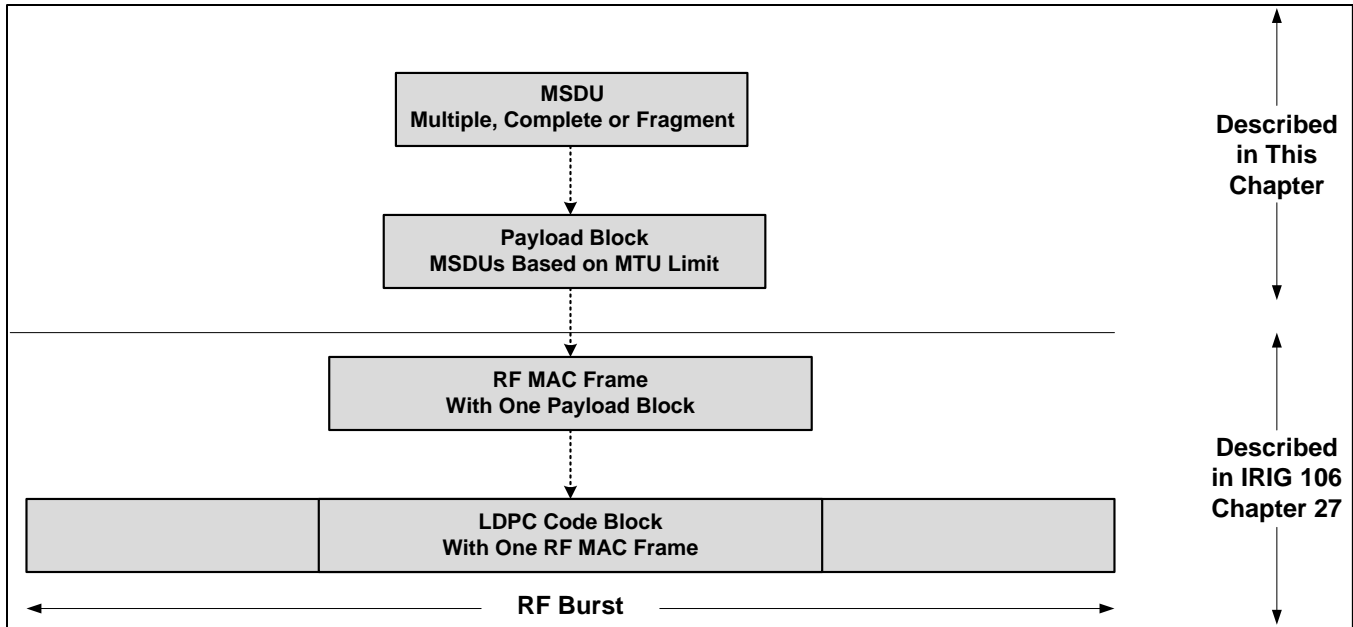 MSDU
Multiple, Complete or Fragment
Described
in This
Chapter
Payload Block
MSDUs Based on MTU Limit
RF MAC Frame
With One Payload Block
Described
in IRIG 106
Chapter 27
LDPC Code Block
With One RF MAC Frame
RF Burst